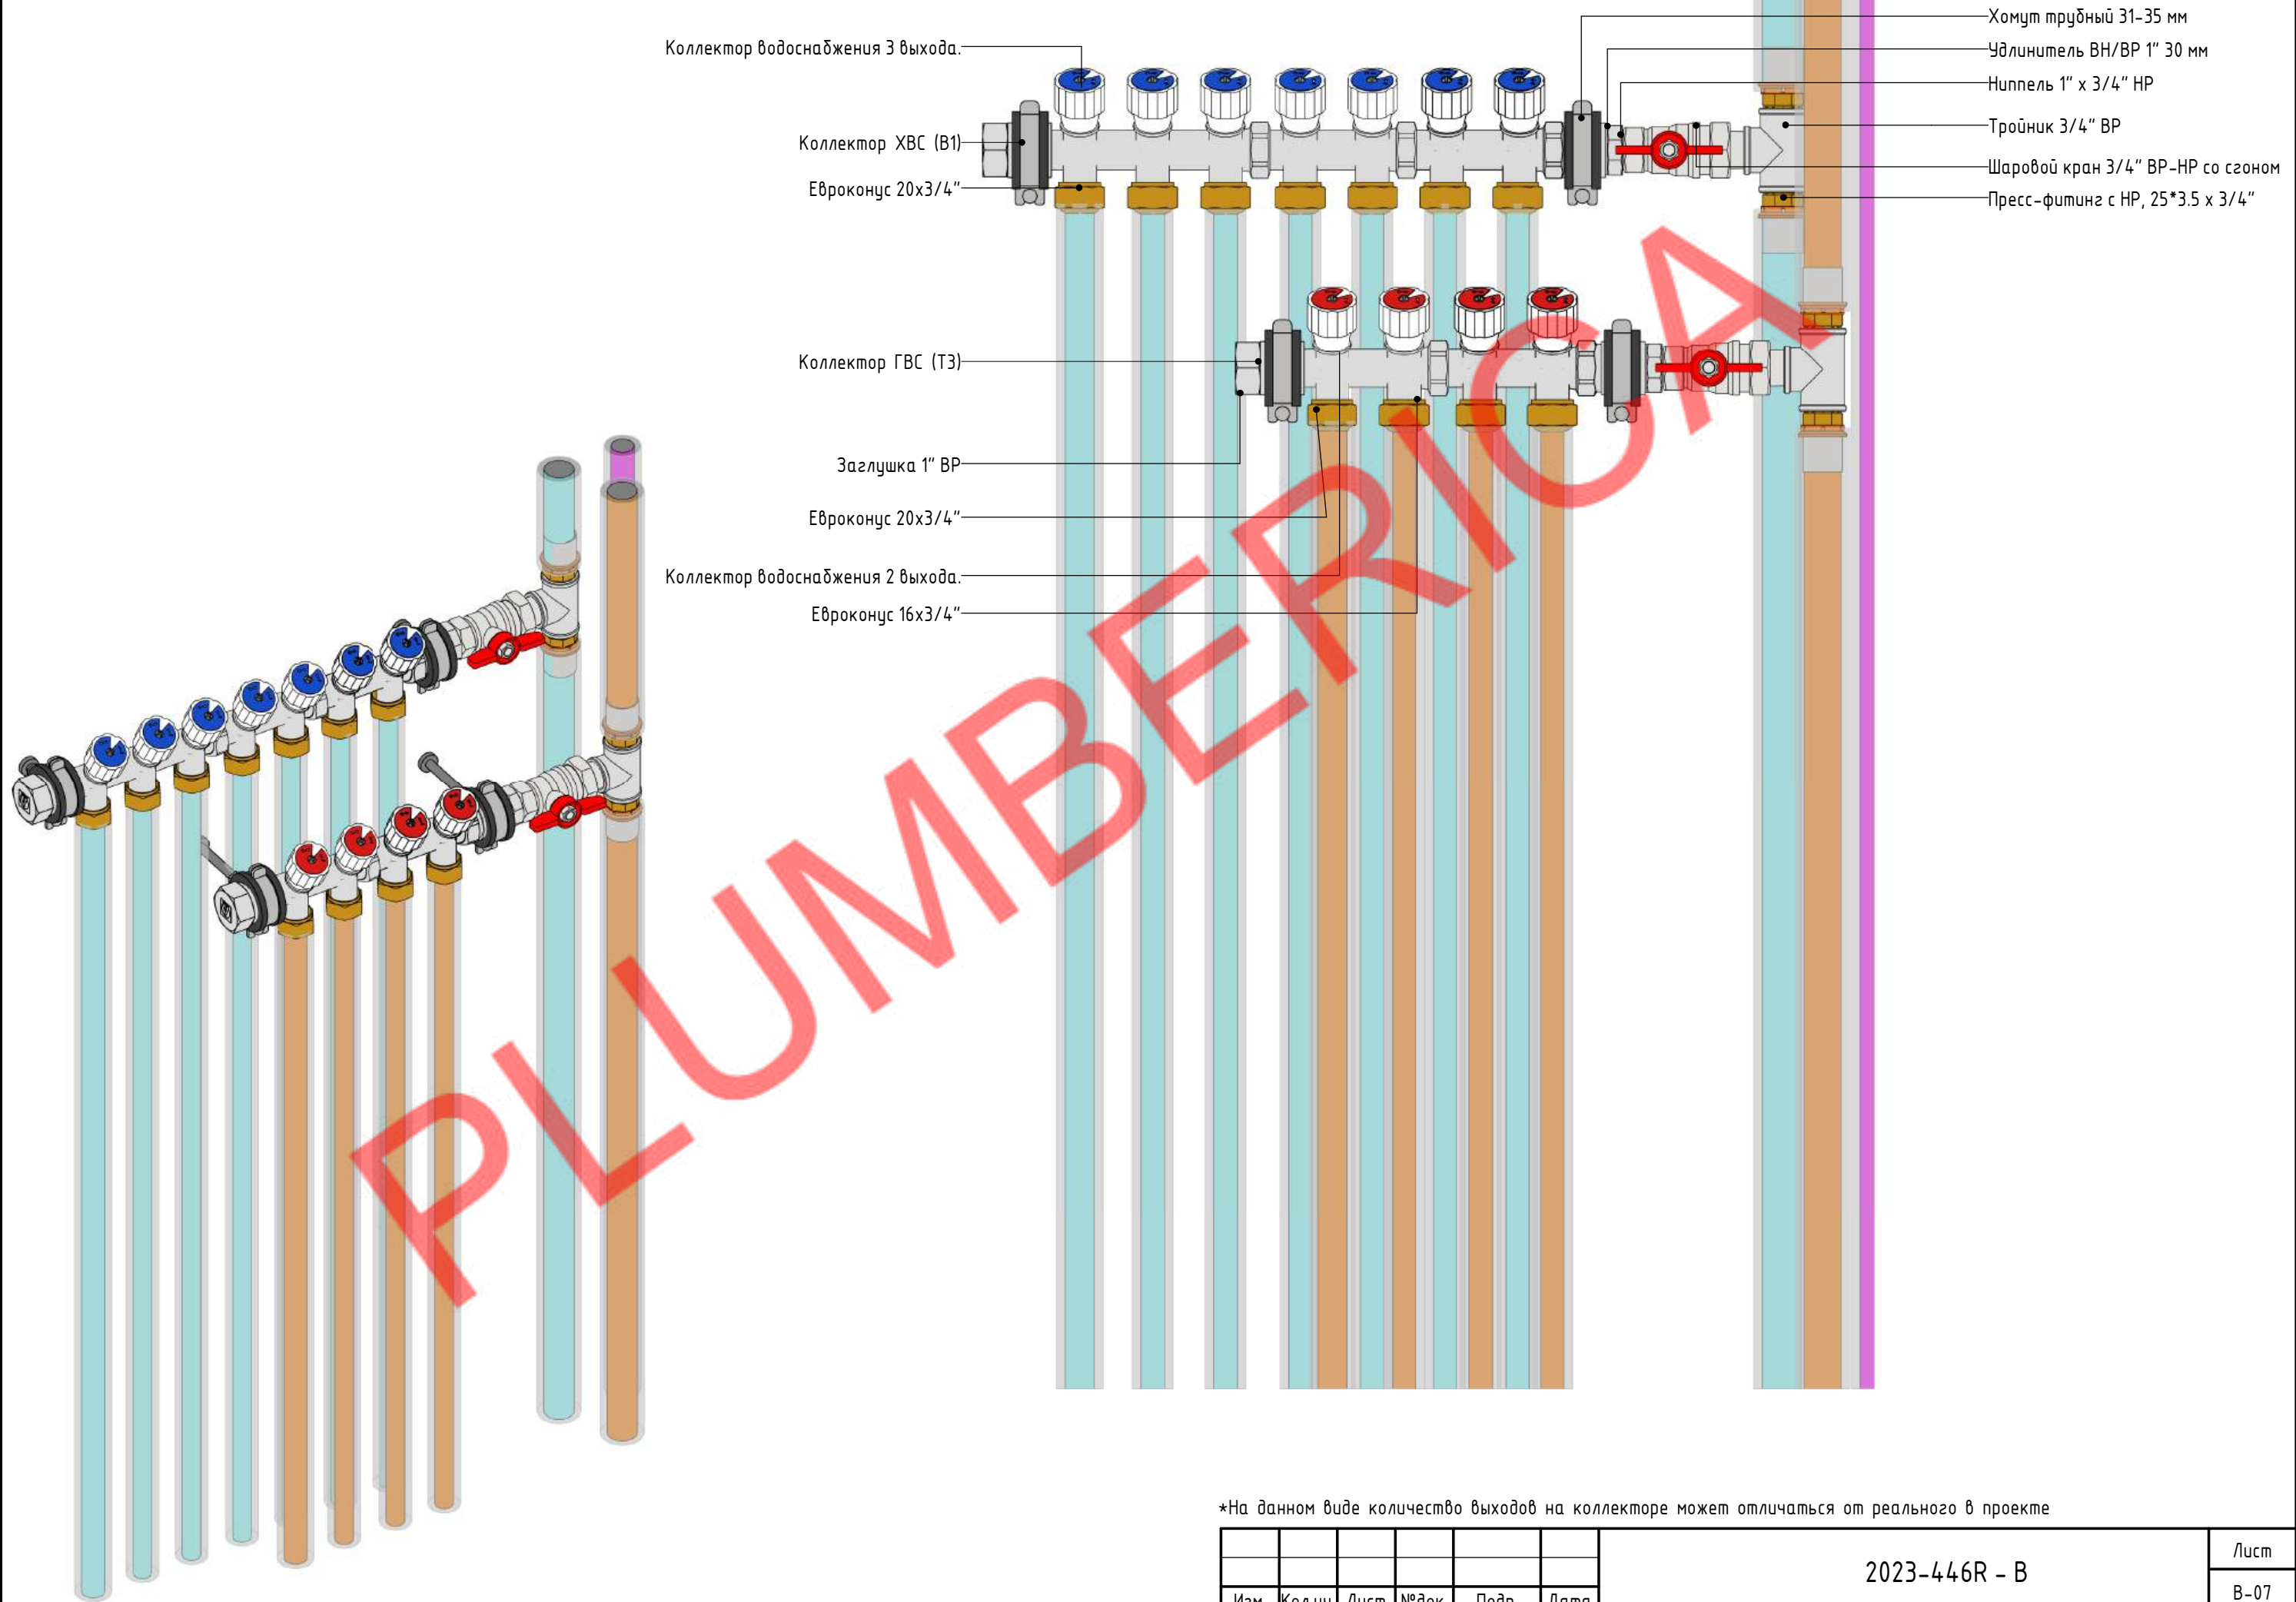 Коллектор водоснабжения 3 выхода.
Коллектор ХВС (В1)
Евроконус 20х3/4"
Хомут трубный 31-35 мм
Удлинитель ВН/ВР 1" 30 мм
Ниппель 1" х 3/4" НР
Тройник 3/4" ВР
Шаровой кран 3/4" ВР-НР со сгоном
Пресс-фитинг с НР, 25*3.5 х 3/4"
Коллектор ГВС (Т3)
Заглушка 1" ВР
Евроконус 20х3/4"
Коллектор водоснабжения 2 выхода.
Евроконус 16х3/4"
PLUMBERICA
*На данном виде количество выходов на коллекторе может отличаться от реального в проекте
2023-446R - В
Лист
В-07
Изм. Кол.уч Лист №док. Подп. Дата